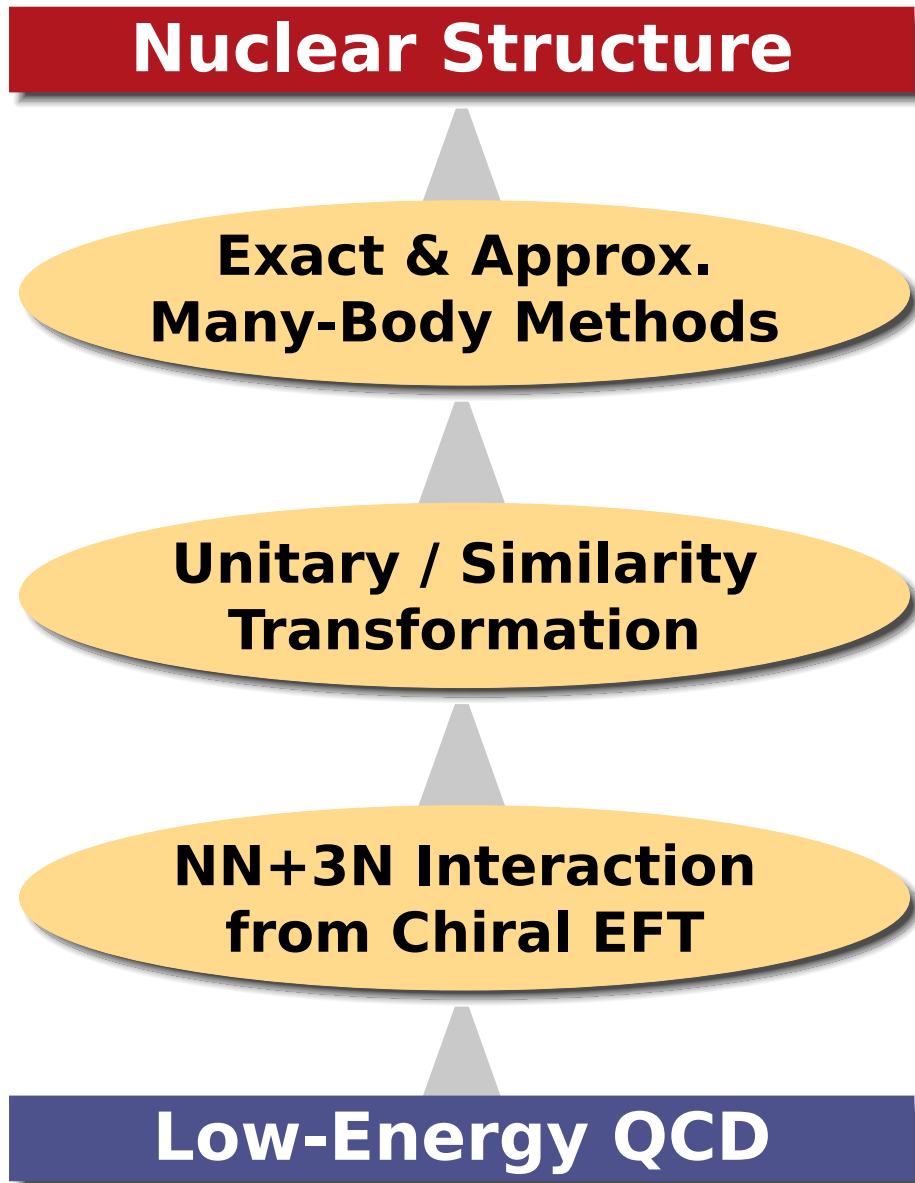 Nuclear Structure
Exact & Approx.
Many-Body Methods
Unitary / Similarity
Transformation
NN+3N Interaction
from Chiral EFT
Low-Energy QCD